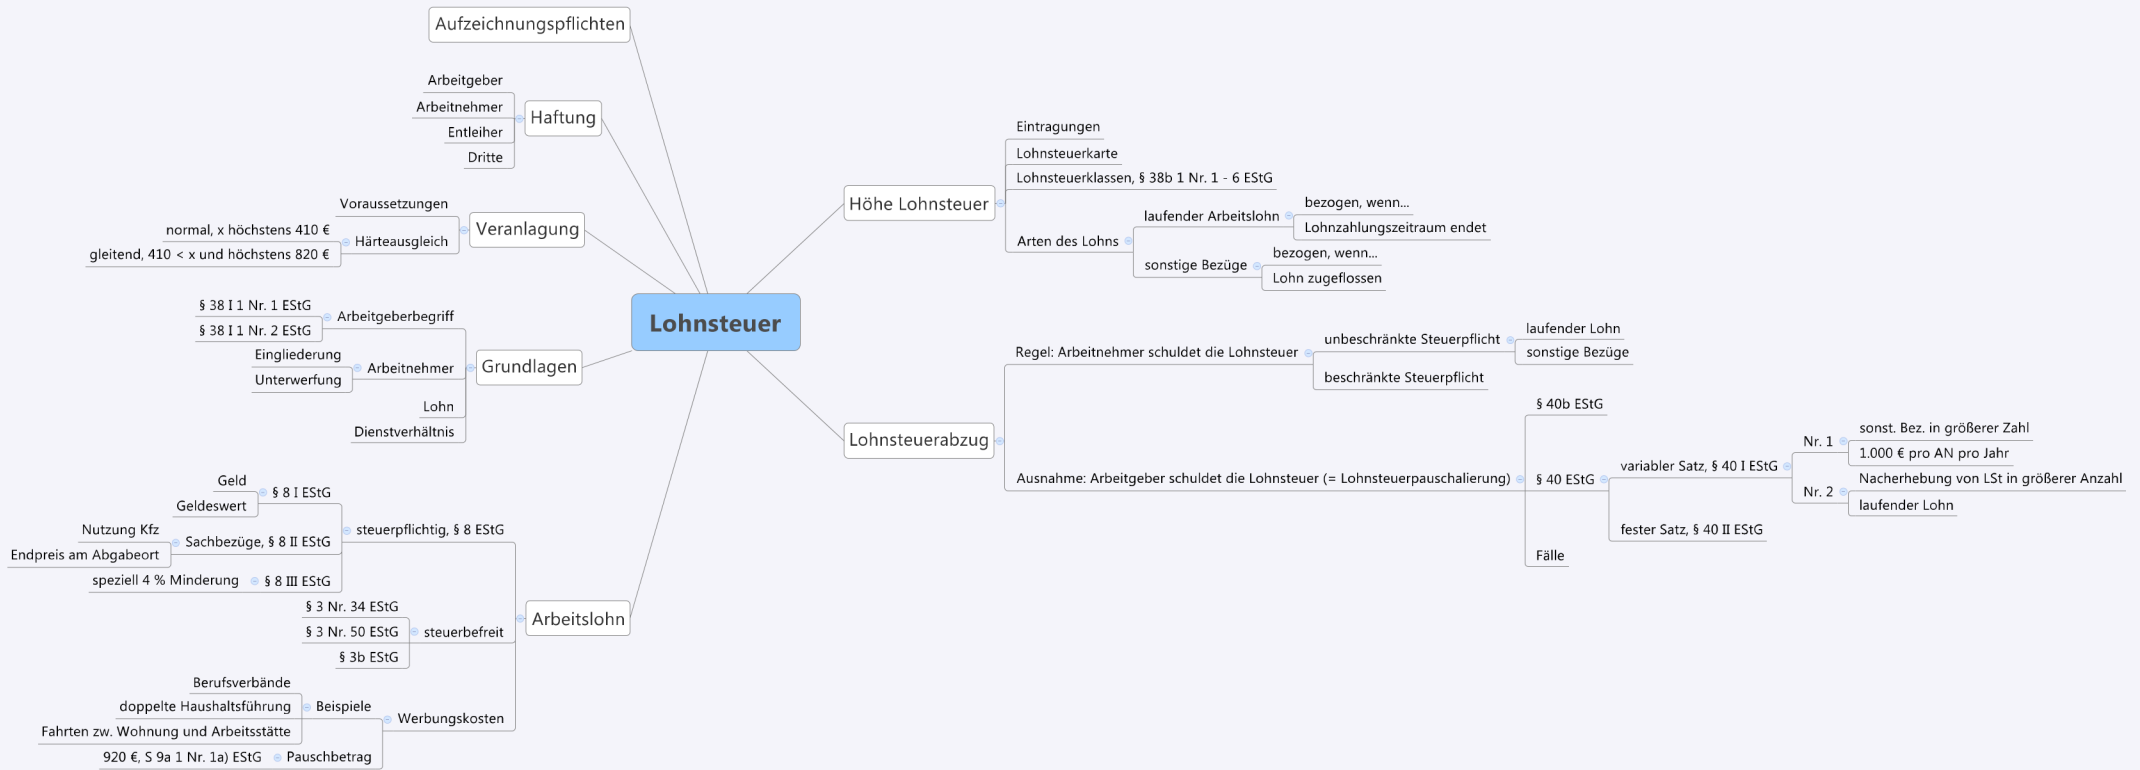 Lohnsteuer
Aufzeichnungspflichten
Haftung
Arbeitgeber
Arbeitnehmer
Entleiher
Dritte
Veranlagung
Voraussetzungen
Härteausgleich
normal, x höchstens 410 €
gleitend, 410 < x und höchstens 820 €
Grundlagen
Arbeitgeberbegriff
§ 38 I 1 Nr. 1 EStG
§ 38 I 1 Nr. 2 EStG
Arbeitnehmer
Eingliederung
Unterwerfung
Lohn
Dienstverhältnis
Arbeitslohn
steuerpflichtig, § 8 EStG
§ 8 I EStG
Geld
Geldeswert
Sachbezüge, § 8 II EStG
Nutzung Kfz
Endpreis am Abgabeort
§ 8 III EStG
speziell 4 % Minderung
steuerbefreit
§ 3 Nr. 34 EStG
§ 3 Nr. 50 EStG
§ 3b EStG
Werbungskosten
Beispiele
Berufsverbände
doppelte Haushaltsführung
Fahrten zw. Wohnung und Arbeitsstätte
Pauschbetrag
920 €, S 9a 1 Nr. 1a) EStG
Höhe Lohnsteuer
Eintragungen
Lohnsteuerkarte
Lohnsteuerklassen, § 38b 1 Nr. 1 - 6 EStG
Arten des Lohns
laufender Arbeitslohn
bezogen, wenn...
Lohnzahlungszeitraum endet
sonstige Bezüge
bezogen, wenn...
Lohn zugeflossen
Lohnsteuerabzug
Regel: Arbeitnehmer schuldet die Lohnsteuer
unbeschränkte Steuerpflicht
laufender Lohn
sonstige Bezüge
beschränkte Steuerpflicht
Ausnahme: Arbeitgeber schuldet die Lohnsteuer (= Lohnsteuerpauschalierung)
§ 40b EStG
§ 40 EStG
variabler Satz, § 40 I EStG
Nr. 1
sonst. Bez. in größerer Zahl
1.000 € pro AN pro Jahr
Nr. 2
Nacherhebung von LSt in größerer Anzahl
laufender Lohn
fester Satz, § 40 II EStG
Fälle